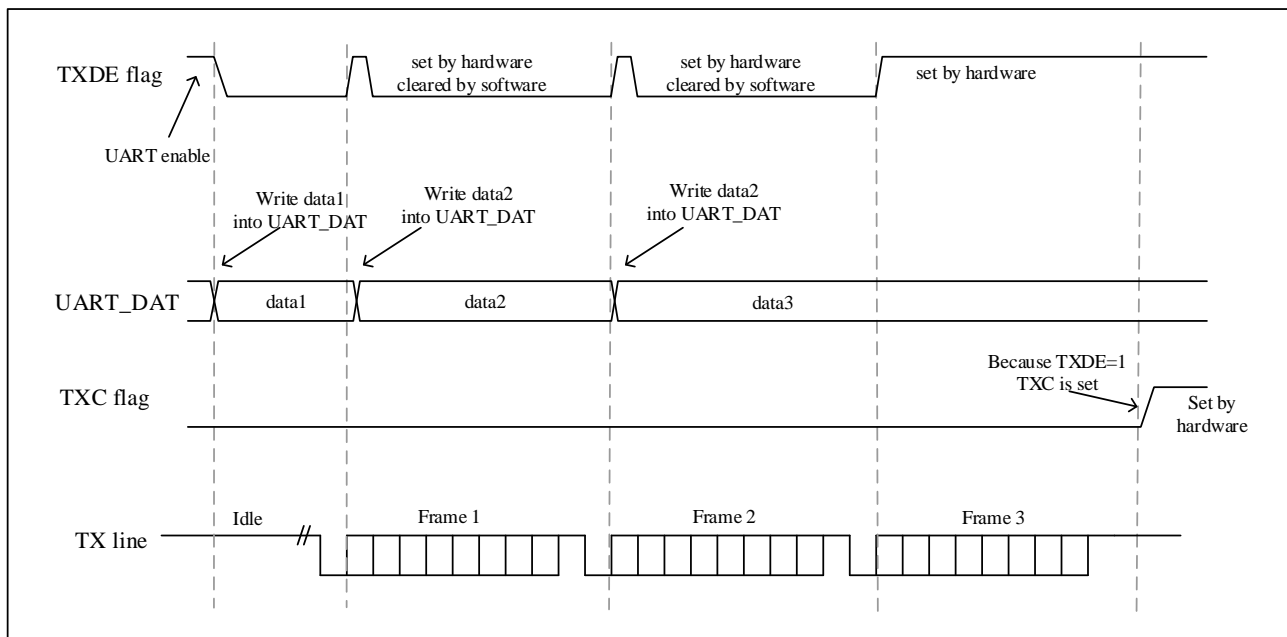 TXDE flag
set by hardware
cleared by software
set by hardware
cleared by software
set by hardware
UART enable
Write data1
into UART_DAT
Write data2
into UART_DAT
Write data2
into UART_DAT
UART_DAT
data1
data2
data3
Because TXDE=1
TXC is set
TXC flag
Set by
hardware
Idle
Frame 1
Frame 2
Frame 3
TX line